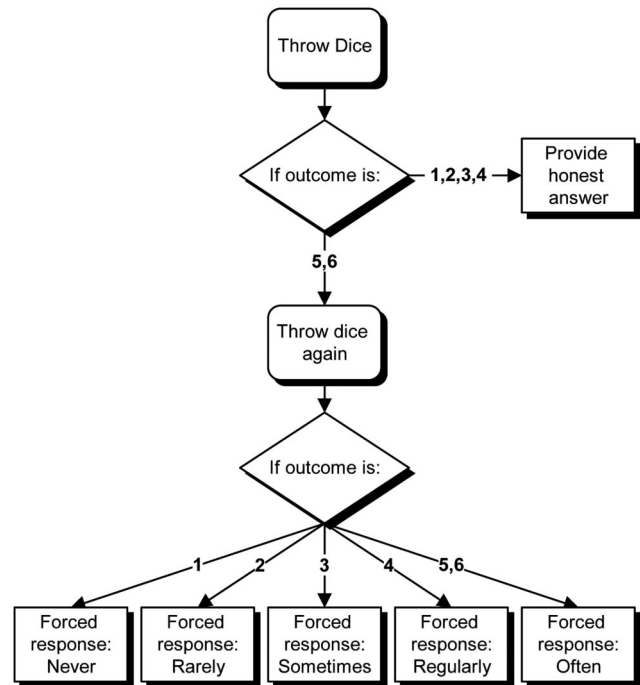 Throw Dice
If outcome is:
1,2,3,4
Provide
honest
answer
5,6
Throw dice
again
If outcome is:
1
2
3
4
5,6
Forced
response:
Never
Forced
response:
Rarely
Forced
response:
Sometimes
Forced
response:
Regularly
Forced
response:
Often